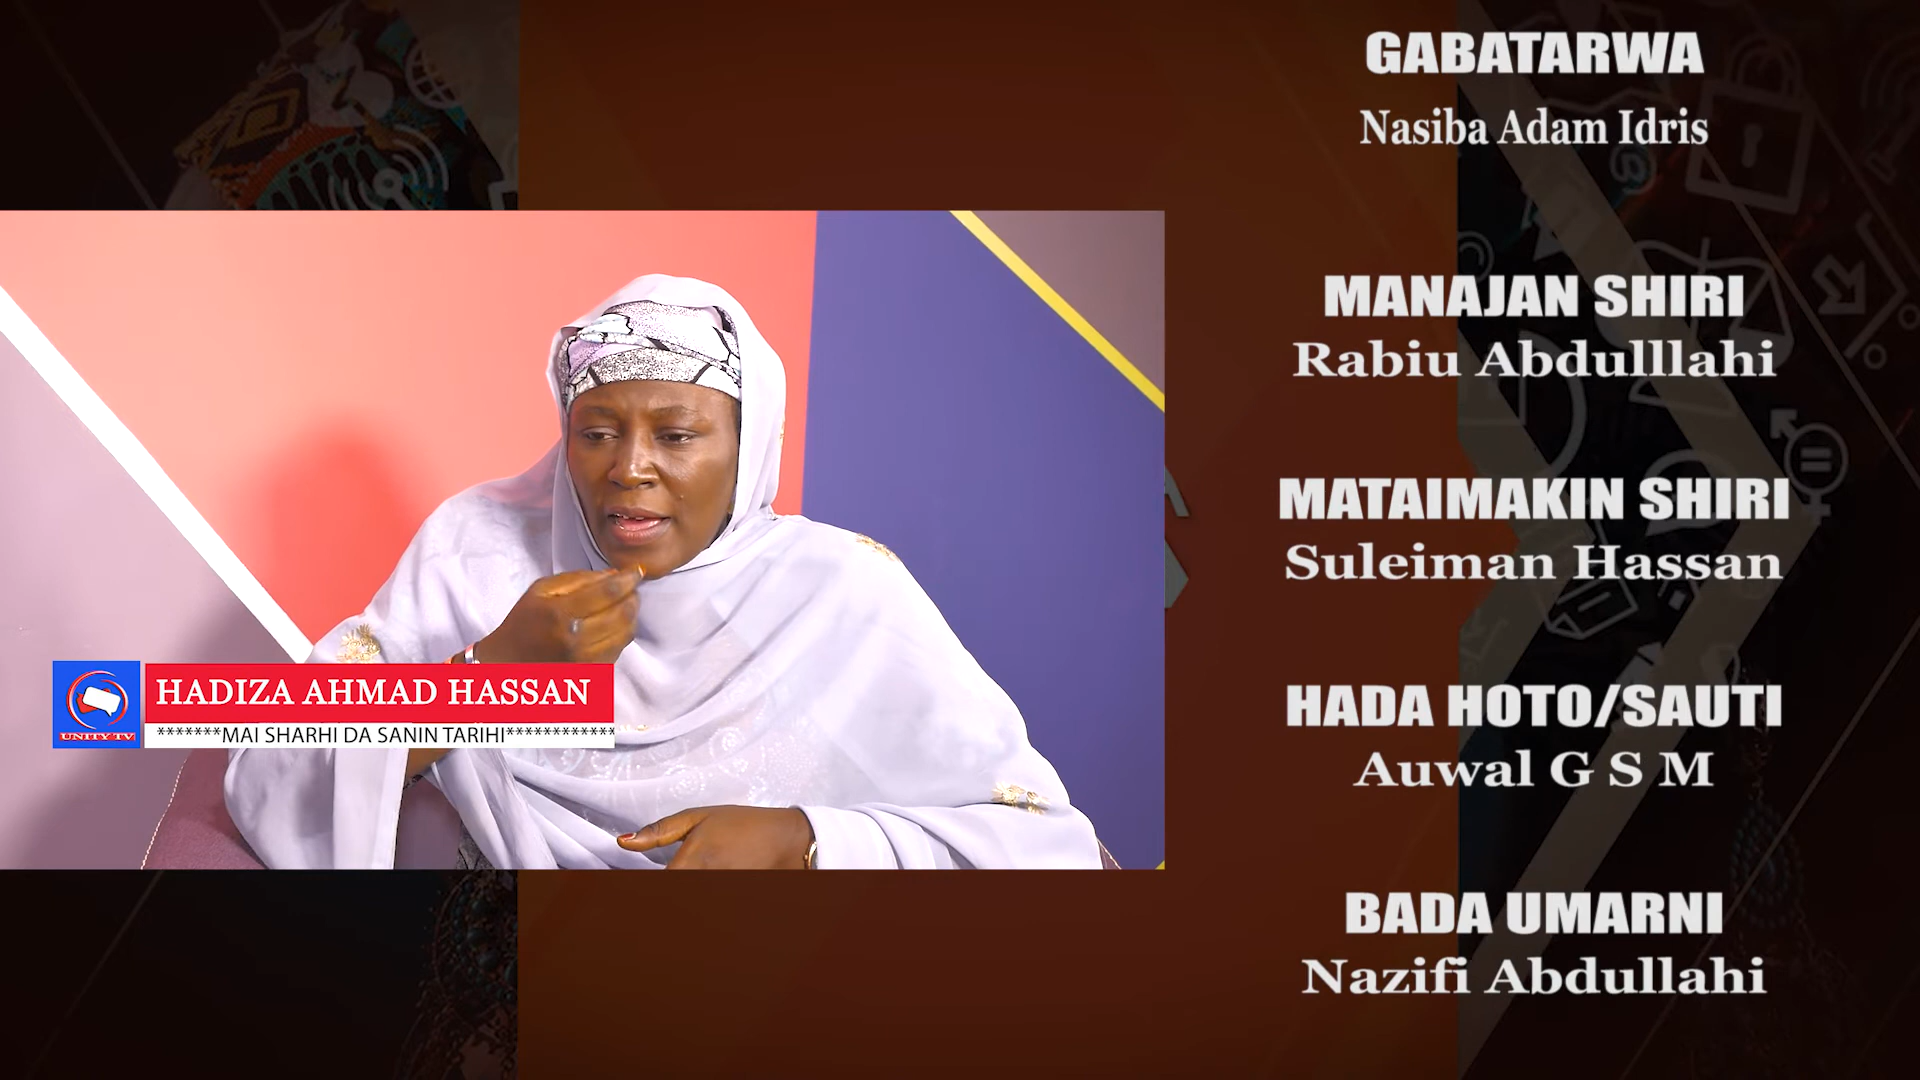 GABATARWA
Nasiba Adam Idris
MANAJAN SHIRI
Rabiu Abdulllahi
MATAIMAKIN SHIRI
Suleiman Hassan
HADA HOTO/SAUTI
Auwal G S M
BADA UMARNI
Nazifi Abdullahi
HADIZA AHMAD HASSAN
*******MAI SHARHI DA SANIN TARIHI************
UNITY TV